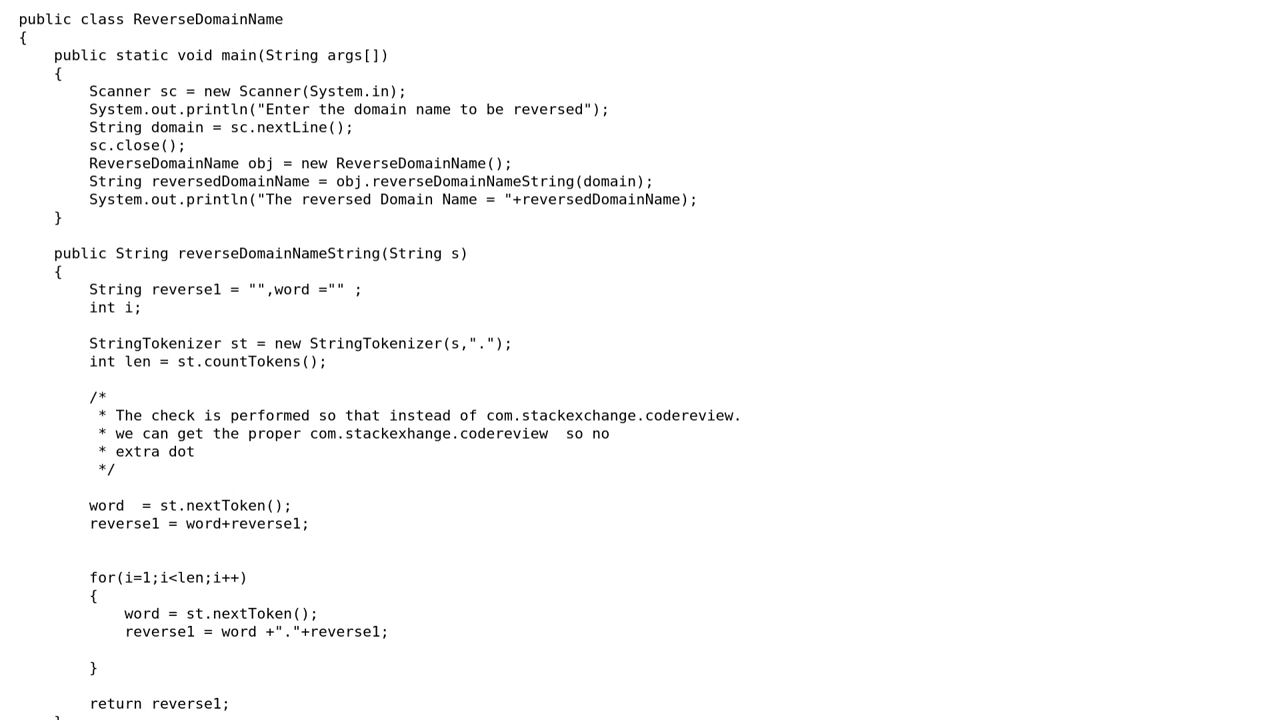 public class ReverseDomainName
{
    public static void main(String args[])
    {
        Scanner sc = new Scanner(System.in);
        System.out.println("Enter the domain name to be reversed");
        String domain = sc.nextLine();
        sc.close();
        ReverseDomainName obj = new ReverseDomainName();
        String reversedDomainName = obj.reverseDomainNameString(domain);
        System.out.println("The reversed Domain Name = "+reversedDomainName);
    }

    public String reverseDomainNameString(String s)
    {
        String reverse1 = "",word ="" ;
        int i;

        StringTokenizer st = new StringTokenizer(s,".");
        int len = st.countTokens();

        /*
         * The check is performed so that instead of com.stackexchange.codereview.
         * we can get the proper com.stackexhange.codereview  so no
         * extra dot
         */

        word  = st.nextToken();
        reverse1 = word+reverse1;


        for(i=1;i<len;i++)
        {
            word = st.nextToken();
            reverse1 = word +"."+reverse1;

        }

        return reverse1;
    }